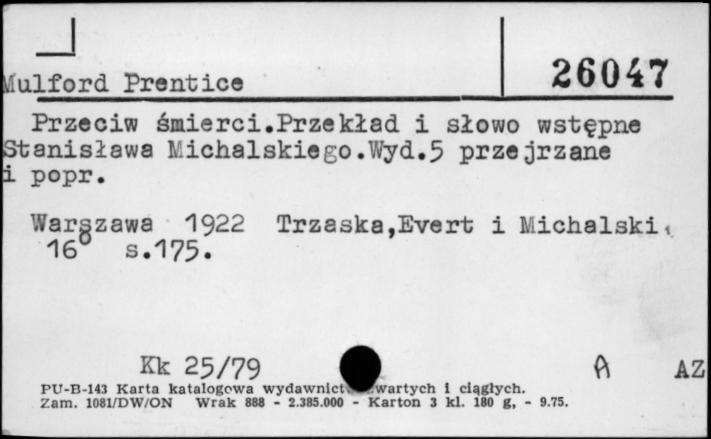 26047
Mulford Prentice
Przeciw śmierci.Przekład i słowo wstępne
Stanisława Michalskiego.Wyd.5 przejrzane
i popr.
Warszawa 1922 Trzaska,Evert i Michalski.
16° s.175.
Kk 25/79 A AZ
PU-B-143 Karta katalogowa wydawnict wartych i ciągłych.
Zam. 1081/DW/ON Wrak 888 - 2.385.000 - Karton 3 kl. 180 g, - 9.75.